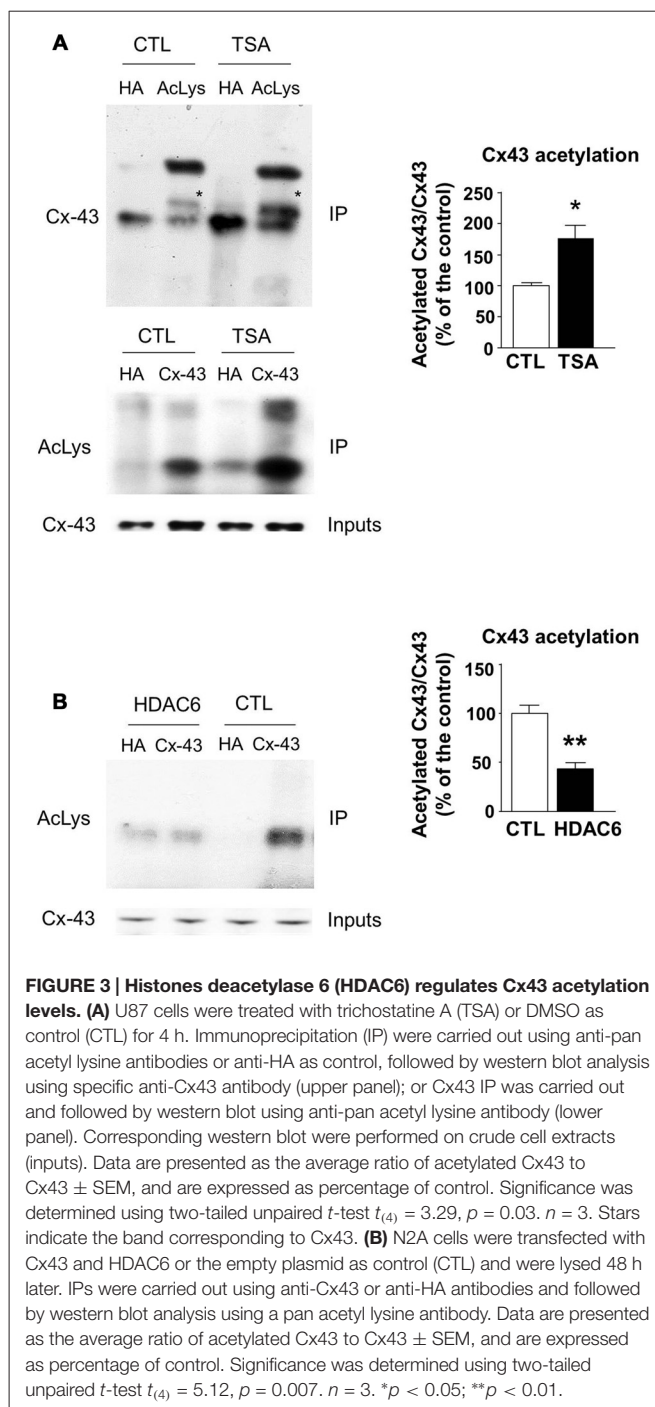 A
CTL TSA
HA AcLys HA AcLys
*
*
Cx-43
IP
CTL TSA
HA Cx-43 HA Cx-43
AcLys
IP
Cx-43
Inputs
Cx43 acetylation
Acetylated Cx43/Cx43
(% of the control)
250
200
150
100
50
0
*
CTL TSA
B
HDAC6 CTL
HA Cx-43 HA Cx-43
AcLys
IP
Cx-43
Inputs
Cx43 acetylation
Acetylated Cx43/Cx43
(% of the control)
150
100
50
0
**
CTL HDAC6
FIGURE 3 | Histones deacetylase 6 (HDAC6) regulates Cx43 acetylation
levels. (A) U87 cells were treated with trichostatine A (TSA) or DMSO as
control (CTL) for 4 h. Immunoprecipitation (IP) were carried out using anti-pan
acetyl lysine antibodies or anti-HA as control, followed by western blot analysis
using specific anti-Cx43 antibody (upper panel); or Cx43 IP was carried out
and followed by western blot using anti-pan acetyl lysine antibody (lower
panel). Corresponding western blot were performed on crude cell extracts
(inputs). Data are presented as the average ratio of acetylated Cx43 to
Cx43 ± SEM, and are expressed as percentage of control. Significance was
determined using two-tailed unpaired t-test t(4) = 3.29, p = 0.03. n = 3. Stars
indicate the band corresponding to Cx43. (B) N2A cells were transfected with
Cx43 and HDAC6 or the empty plasmid as control (CTL) and were lysed 48 h
later. IPs were carried out using anti-Cx43 or anti-HA antibodies and followed
by western blot analysis using a pan acetyl lysine antibody. Data are presented
as the average ratio of acetylated Cx43 to Cx43 ± SEM, and are expressed
as percentage of control. Significance was determined using two-tailed
unpaired t-test t(4) = 5.12, p = 0.007. n = 3. *p < 0.05; **p < 0.01.